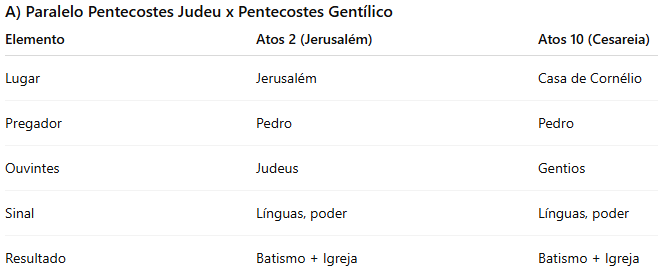 A) Paralelo Pentecostes Judeu x Pentecostes Gentílico
Elemento Atos 2 (Jerusalém) Atos 10 (Cesareia)
Lugar Jerusalém Casa de Cornélio
Pregador Pedro Pedro
Ouvintes Judeus Gentios
Sinal Línguas, poder Línguas, poder
Resultado Batismo + Igreja Batismo + Igreja